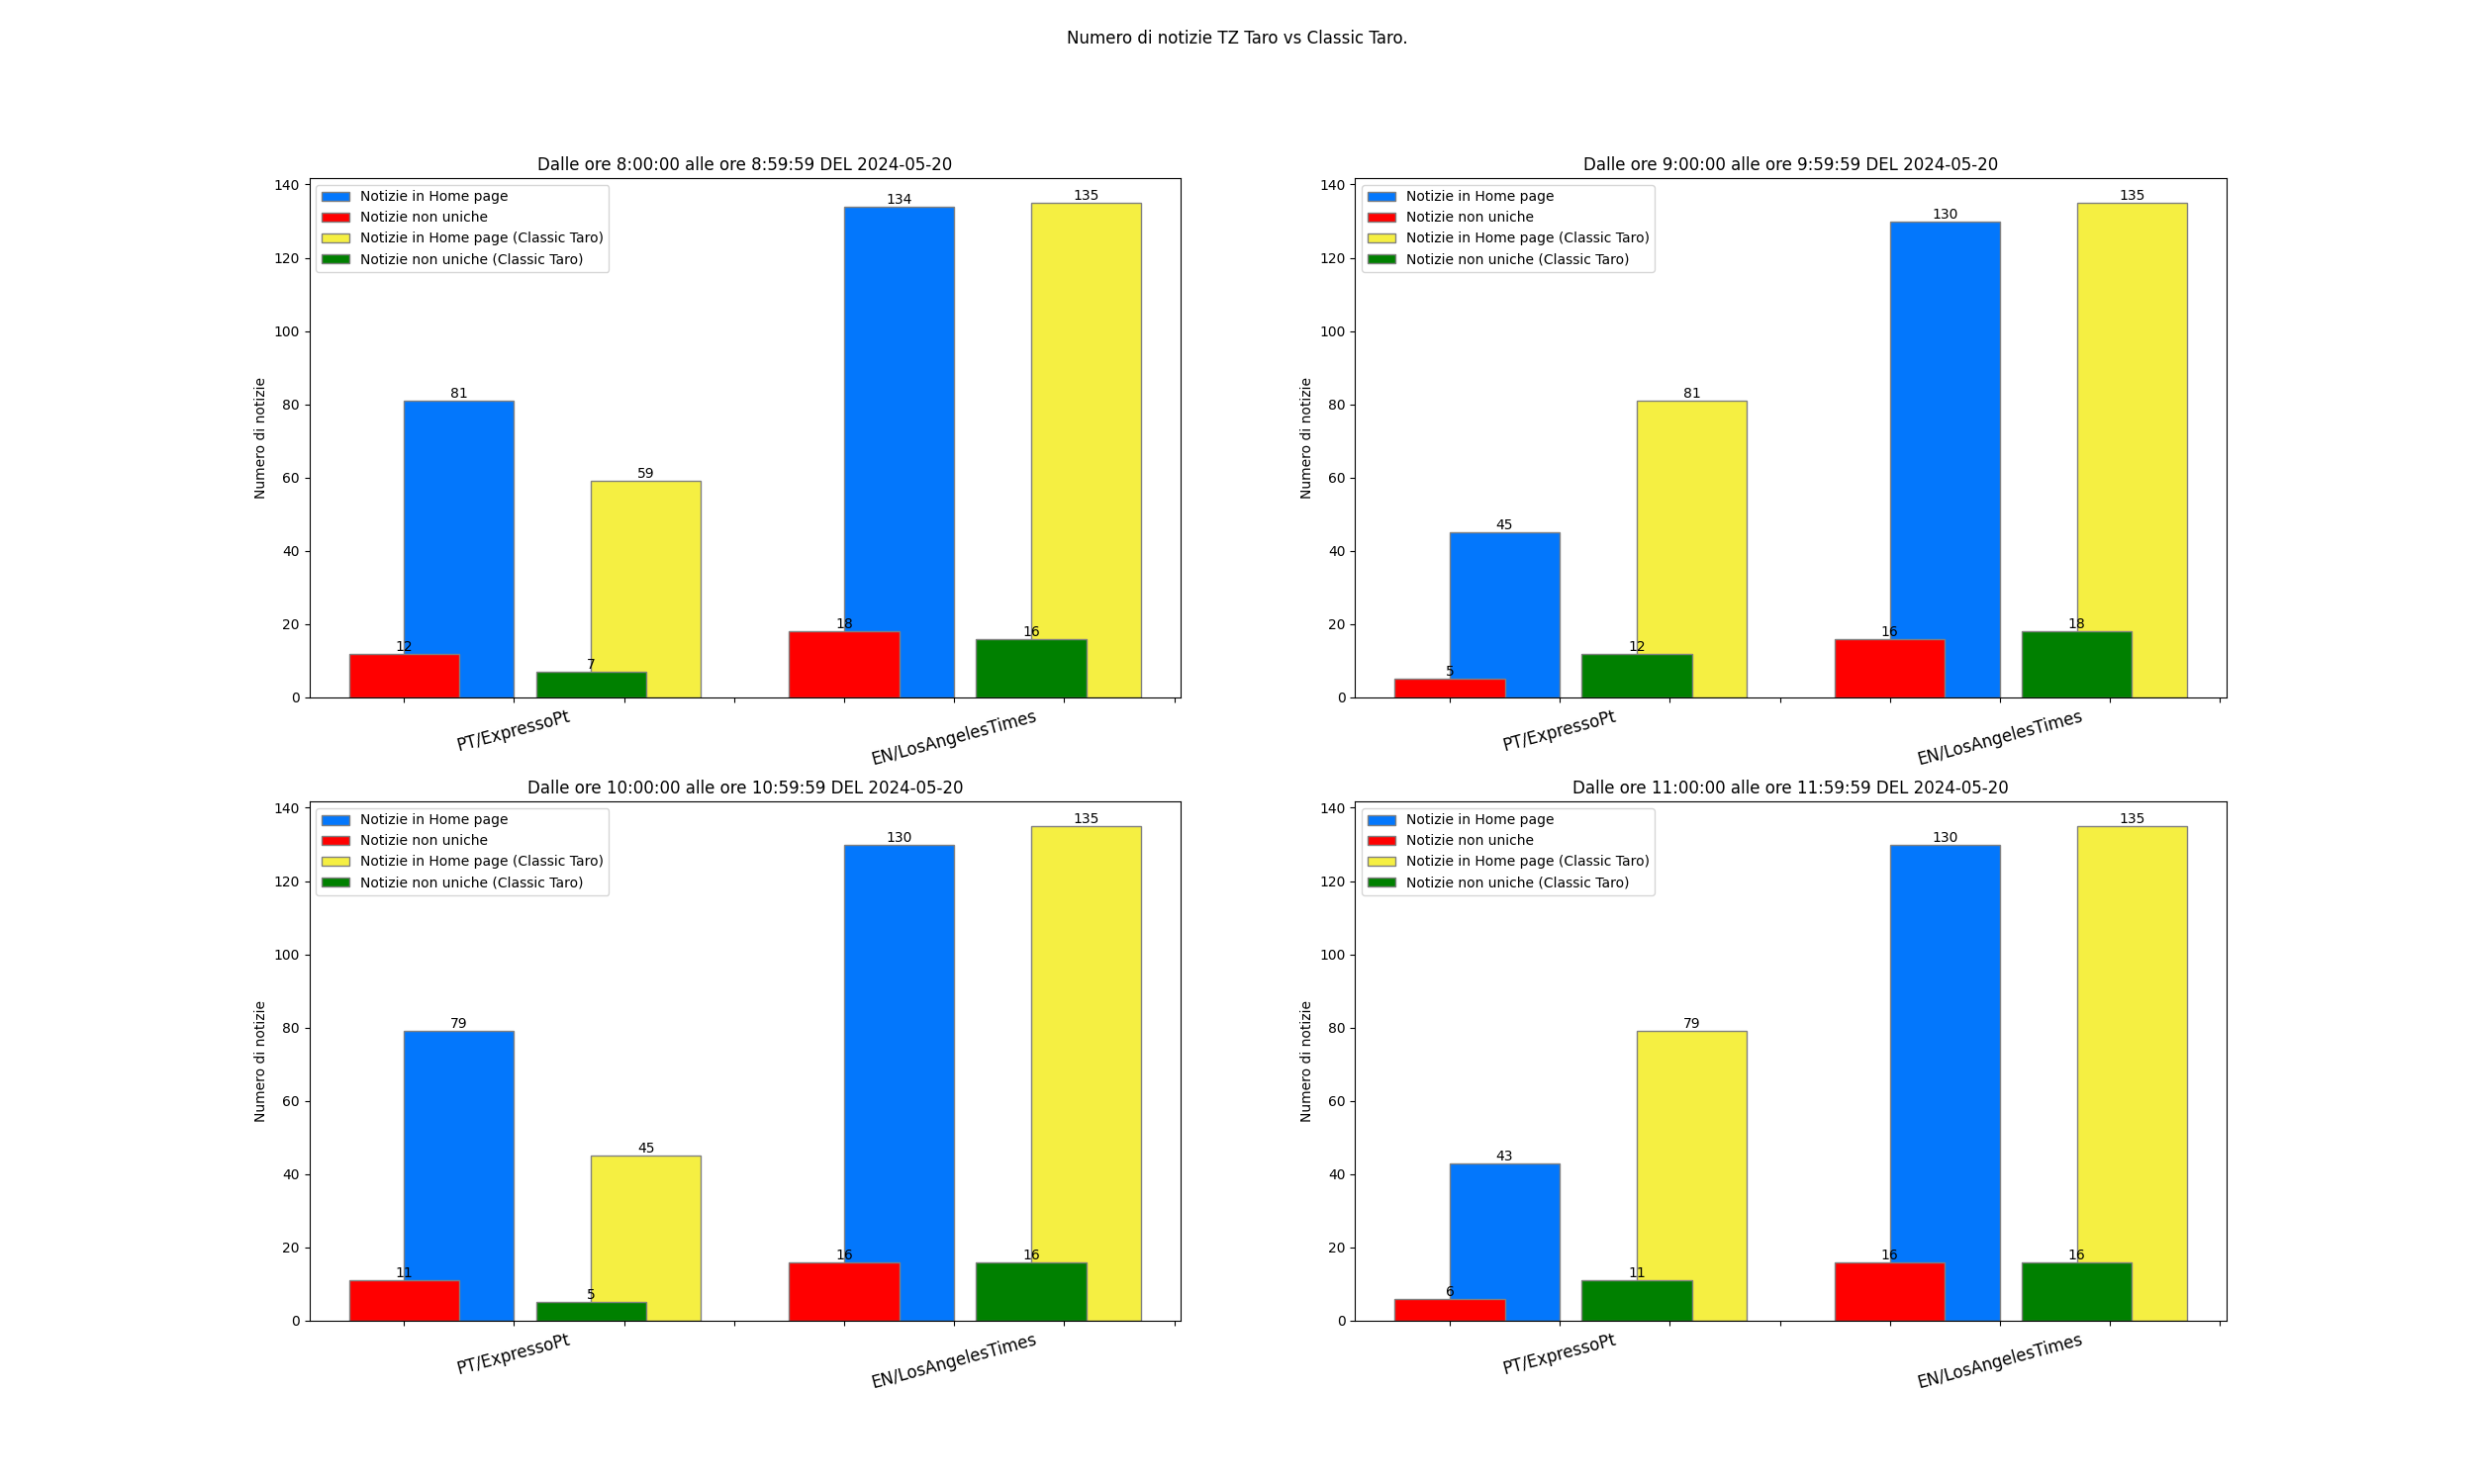 Numero di notizie TZ Taro vs Classic Taro.
Dalle ore 8:00:00 alle ore 8:59:59 DEL 2024-05-20
Notizie in Home page
Notizie non uniche
Notizie in Home page (Classic Taro)
Notizie non uniche (Classic Taro)
Numero di notizie
140
120
100
80
60
40
20
0
12
81
7
59
18
134
16
135
PT/ExpressoPt
EN/LosAngelesTimes
Dalle ore 9:00:00 alle ore 9:59:59 DEL 2024-05-20
Notizie in Home page
Notizie non uniche
Notizie in Home page (Classic Taro)
Notizie non uniche (Classic Taro)
Numero di notizie
140
120
100
80
60
40
20
0
5
45
12
81
16
130
18
135
PT/ExpressoPt
EN/LosAngelesTimes
Dalle ore 10:00:00 alle ore 10:59:59 DEL 2024-05-20
Notizie in Home page
Notizie non uniche
Notizie in Home page (Classic Taro)
Notizie non uniche (Classic Taro)
Numero di notizie
140
120
100
80
60
40
20
0
11
79
5
45
16
130
16
135
PT/ExpressoPt
EN/LosAngelesTimes
Dalle ore 11:00:00 alle ore 11:59:59 DEL 2024-05-20
Notizie in Home page
Notizie non uniche
Notizie in Home page (Classic Taro)
Notizie non uniche (Classic Taro)
Numero di notizie
140
120
100
80
60
40
20
0
6
43
11
79
16
130
16
135
PT/ExpressoPt
EN/LosAngelesTimes